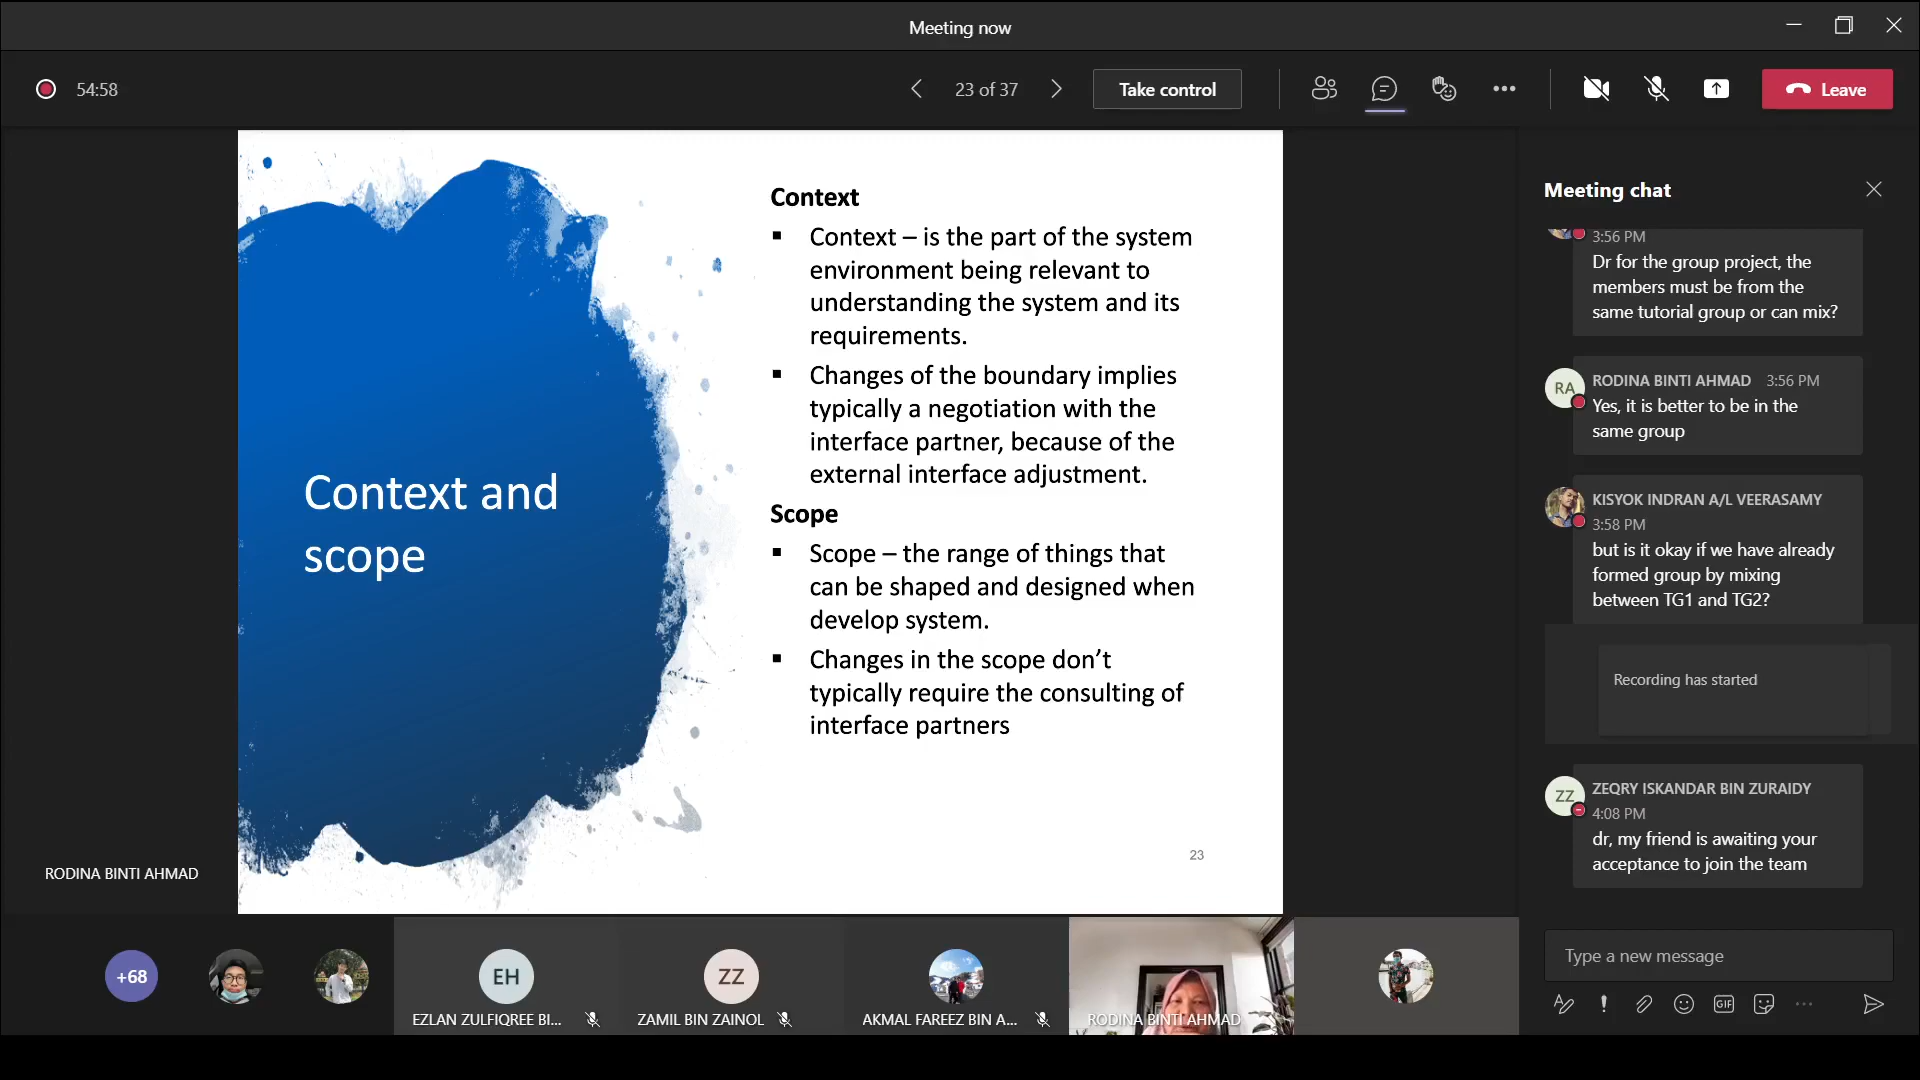 Meeting now
54:58
23 of 37
Take control
Leave
Context and
scope
Context
▪ Context – is the part of the system
environment being relevant to
understanding the system and its
requirements.
▪ Changes of the boundary implies
typically a negotiation with the
interface partner, because of the
external interface adjustment.
Scope
▪ Scope – the range of things that
can be shaped and designed when
develop system.
▪ Changes in the scope don’t
typically require the consulting of
interface partners
23
RODINA BINTI AHMAD
Meeting chat
3:56 PM
Dr for the group project, the
members must be from the
same tutorial group or can mix?
RA
RODINA BINTI AHMAD 3:56 PM
Yes, it is better to be in the
same group
KISYOK INDRAN A/L VEERASAMY
3:58 PM
but is it okay if we have already
formed group by mixing
between TG1 and TG2?
Recording has started
ZZ
ZEQRY ISKANDAR BIN ZURAIDY
4:08 PM
dr, my friend is awaiting your
acceptance to join the team
Type a new message
GIF
+68
EH
EZLAN ZULFIQREE BI...
ZZ
ZAMIL BIN ZAINOL
AKMAL FAREEZ BIN A...
RODINA BINTI AHMAD